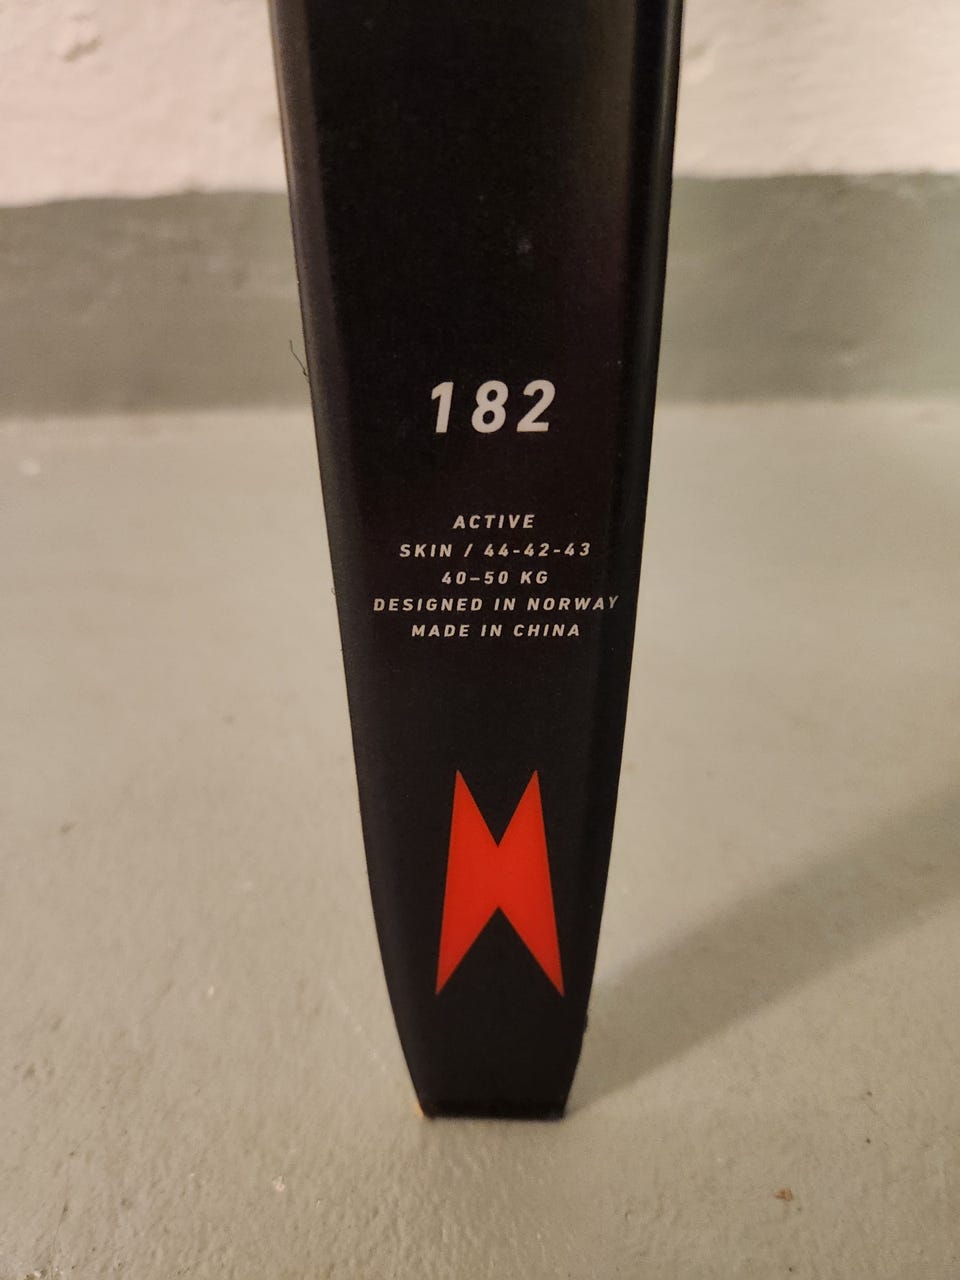 182
ACTIVE
SKIN / 44-42-43
40-50 KG
DESIGNED IN NORWAY
MADE IN CHINA